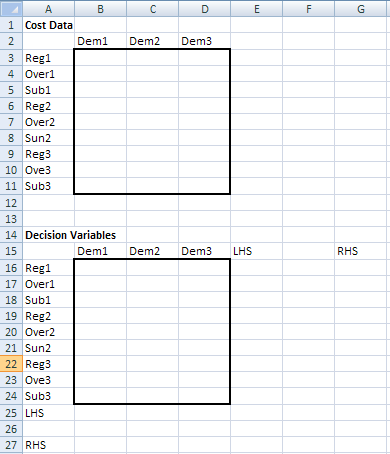 A B C D E F G
1 Cost Data
2 Dem1 Dem2 Dem3
3 Reg1
4 Over1
5 Sub1
6 Reg2
7 Over2
8 Sun2
9 Reg3
10 Ove3
11 Sub3
12
13
14 Decision Variables
15 Dem1 Dem2 Dem3 LHS RHS
16 Reg1
17 Over1
18 Sub1
19 Reg2
20 Over2
21 Sun2
22 Reg3
23 Ove3
24 Sub3
25 LHS
26
27 RHS